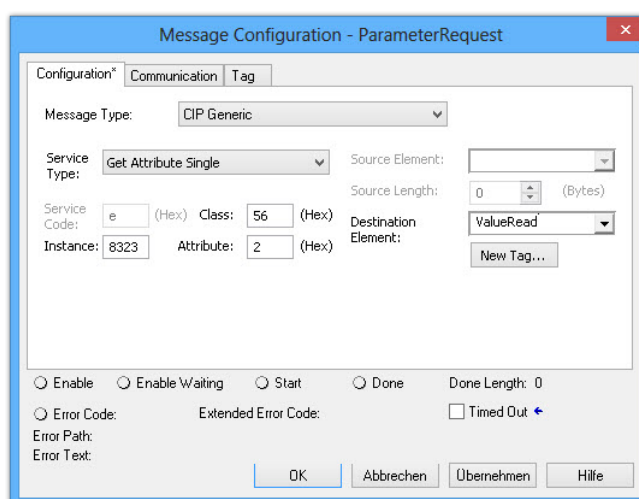 Message Configuration - ParameterRequest
Configuration* Communication Tag
Message Type: CIP Generic
Service Type: Get Attribute Single Source Element:
Source Length: 0 (Bytes)
Service Code: e (Hex) Class: 56 (Hex) Destination Element: ValueRead
Instance: 8323 Attribute: 2 (Hex)
New Tag...
Enable Enable Waiting Start Done Done Length: 0
Error Code: Extended Error Code: Timed Out
Error Path:
Error Text:
OK Abbrechen Übernehmen Hilfe